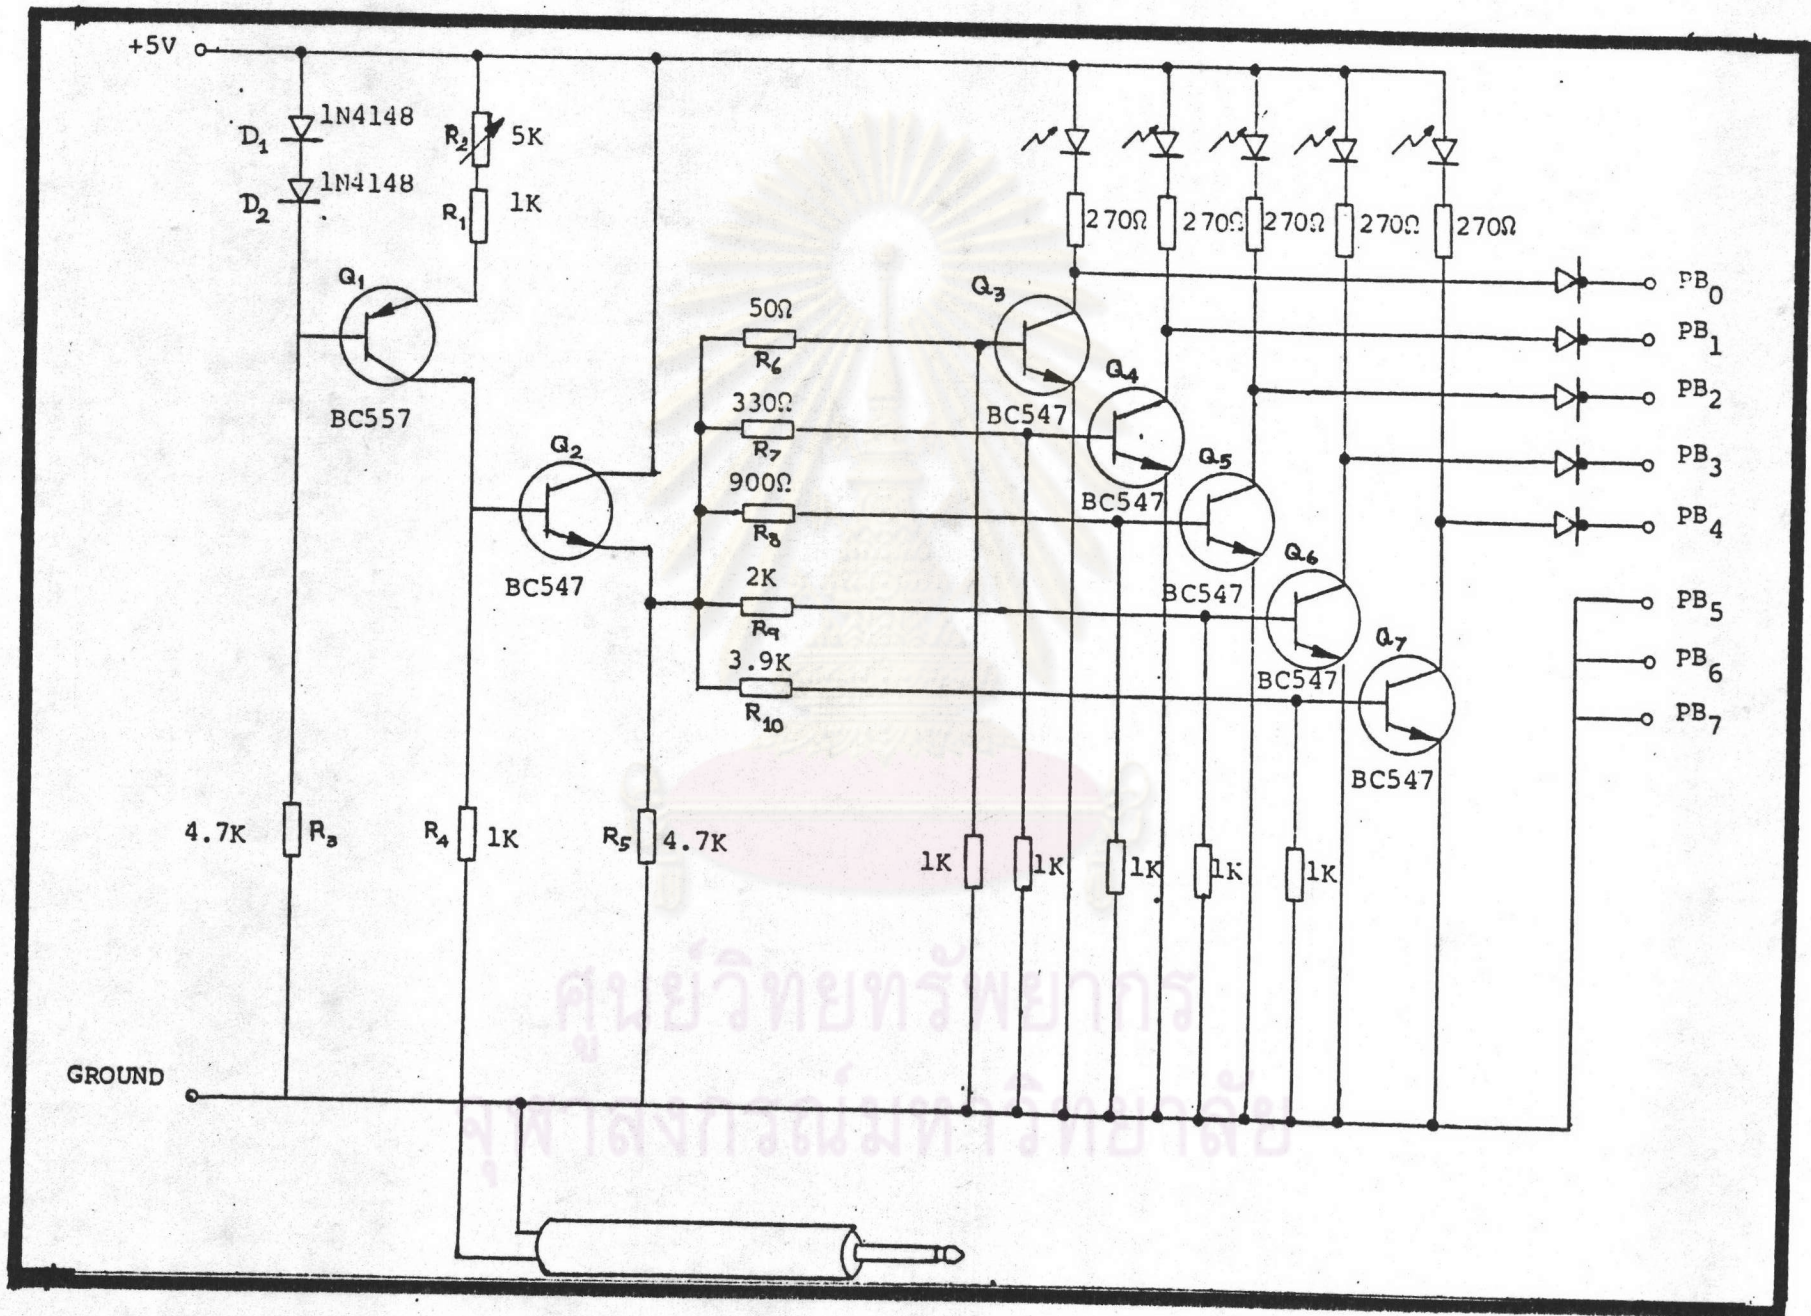 +5V
1N4148
D1
R2
5K
1N4148
D2
R1
1K
270Ω
270Ω
270Ω
270Ω
270Ω
Q1
Q3
PB0
50Ω
R6
PB1
BC557
BC547
Q4
PB2
330Ω
R7
Q2
Q5
PB3
900Ω
BC547
R8
PB4
BC547
Q6
2K
BC547
PB5
R9
Q7
3.9K
BC547
PB6
R10
PB7
BC547
4.7K
R3
R4
1K
R5
4.7K
1K
1K
1K
1K
1K
ศูนย์วิทยทรัพยากร
GROUND
จุฬาลงกรณ์มหาวิทยาลัย